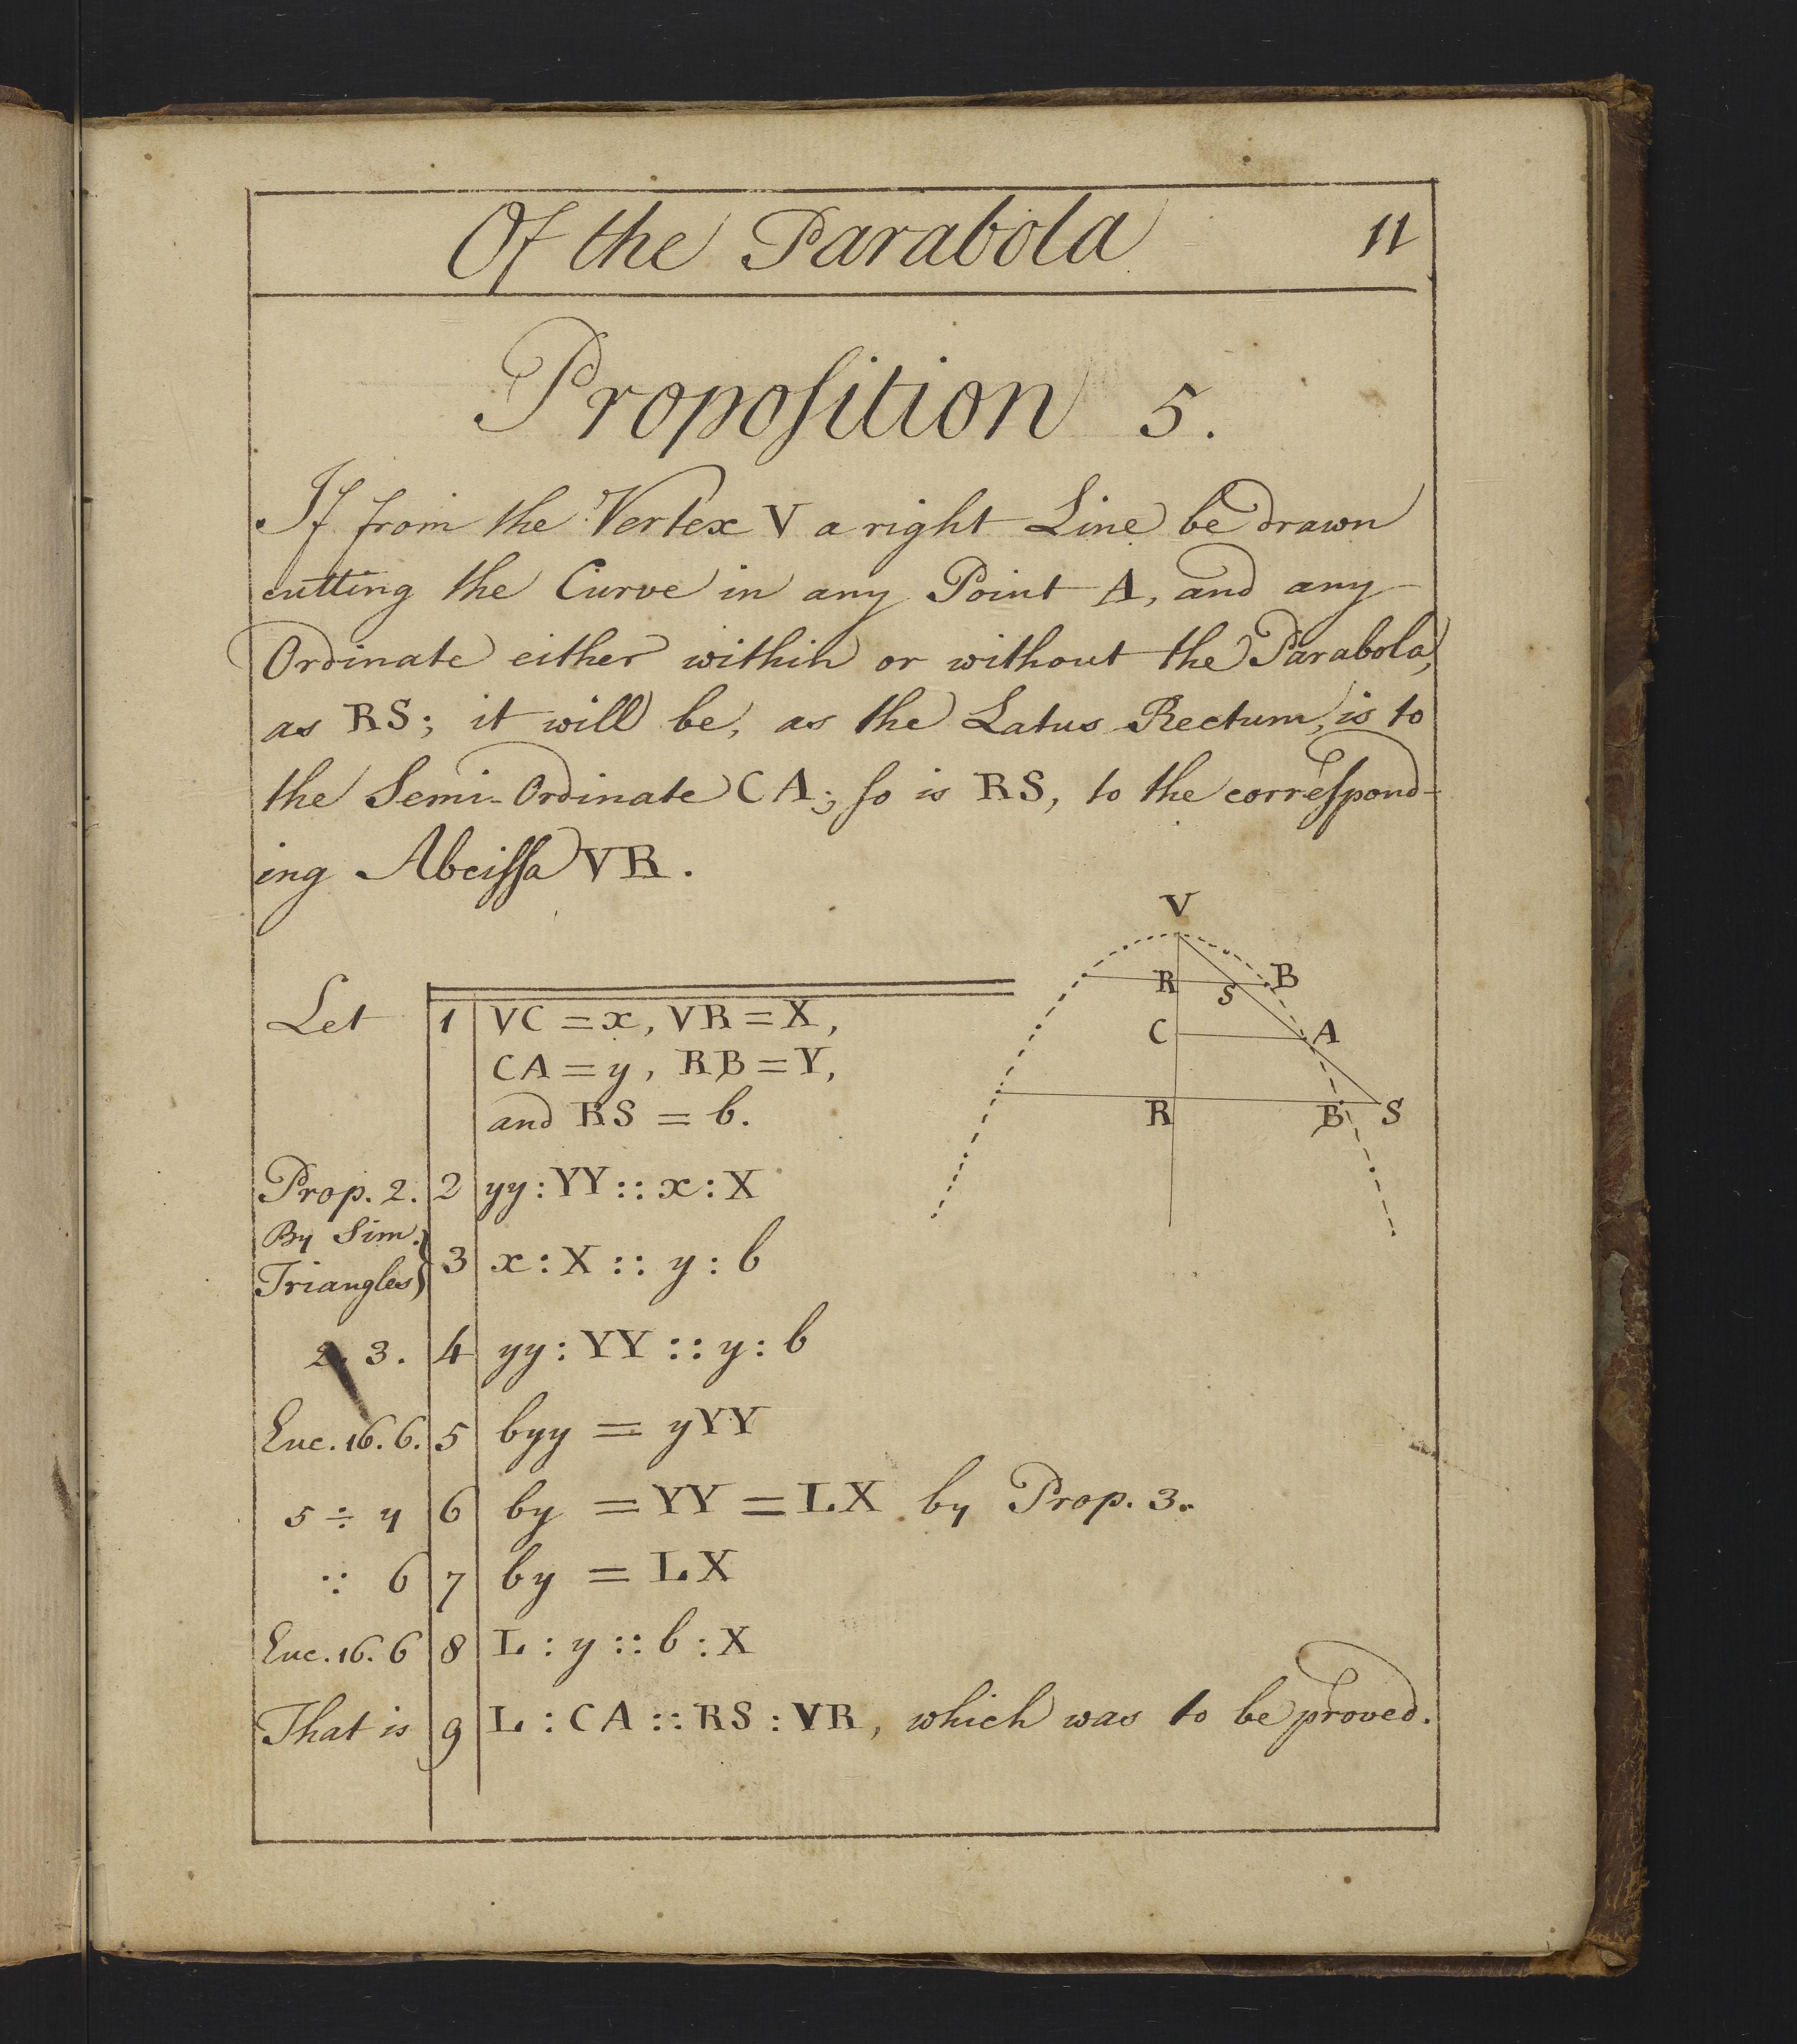 Of the Parabola 11
Propoſition 5.
If from the Vertex V a right Line be drawn
cutting the Curve in any Point A, and any
Ordinate either within or without the Parabola,
as RS; it will be, as the Latus Rectum, is to
the Semi-Ordinate CA; ſo is RS, to the correſpond-
ing Abciſſa VR.
V
R S B
C A
R B S
Let 1 VC = x, VR = X,
CA = y, RB = Y,
and RS = b.
Prop. 2. 2 yy : YY :: x : X
By Sim.
Triangles} 3 x : X :: y : b
2, 3. 4 yy : YY :: y : b
Euc. 16. 6. 5 byy = yYY
5 ÷ y 6 by = YY = LX by Prop. 3.
∵ 6 7 by = LX
Euc. 16. 6 8 L : y :: b : X
That is 9 L : CA :: RS : VR, which was to be proved.